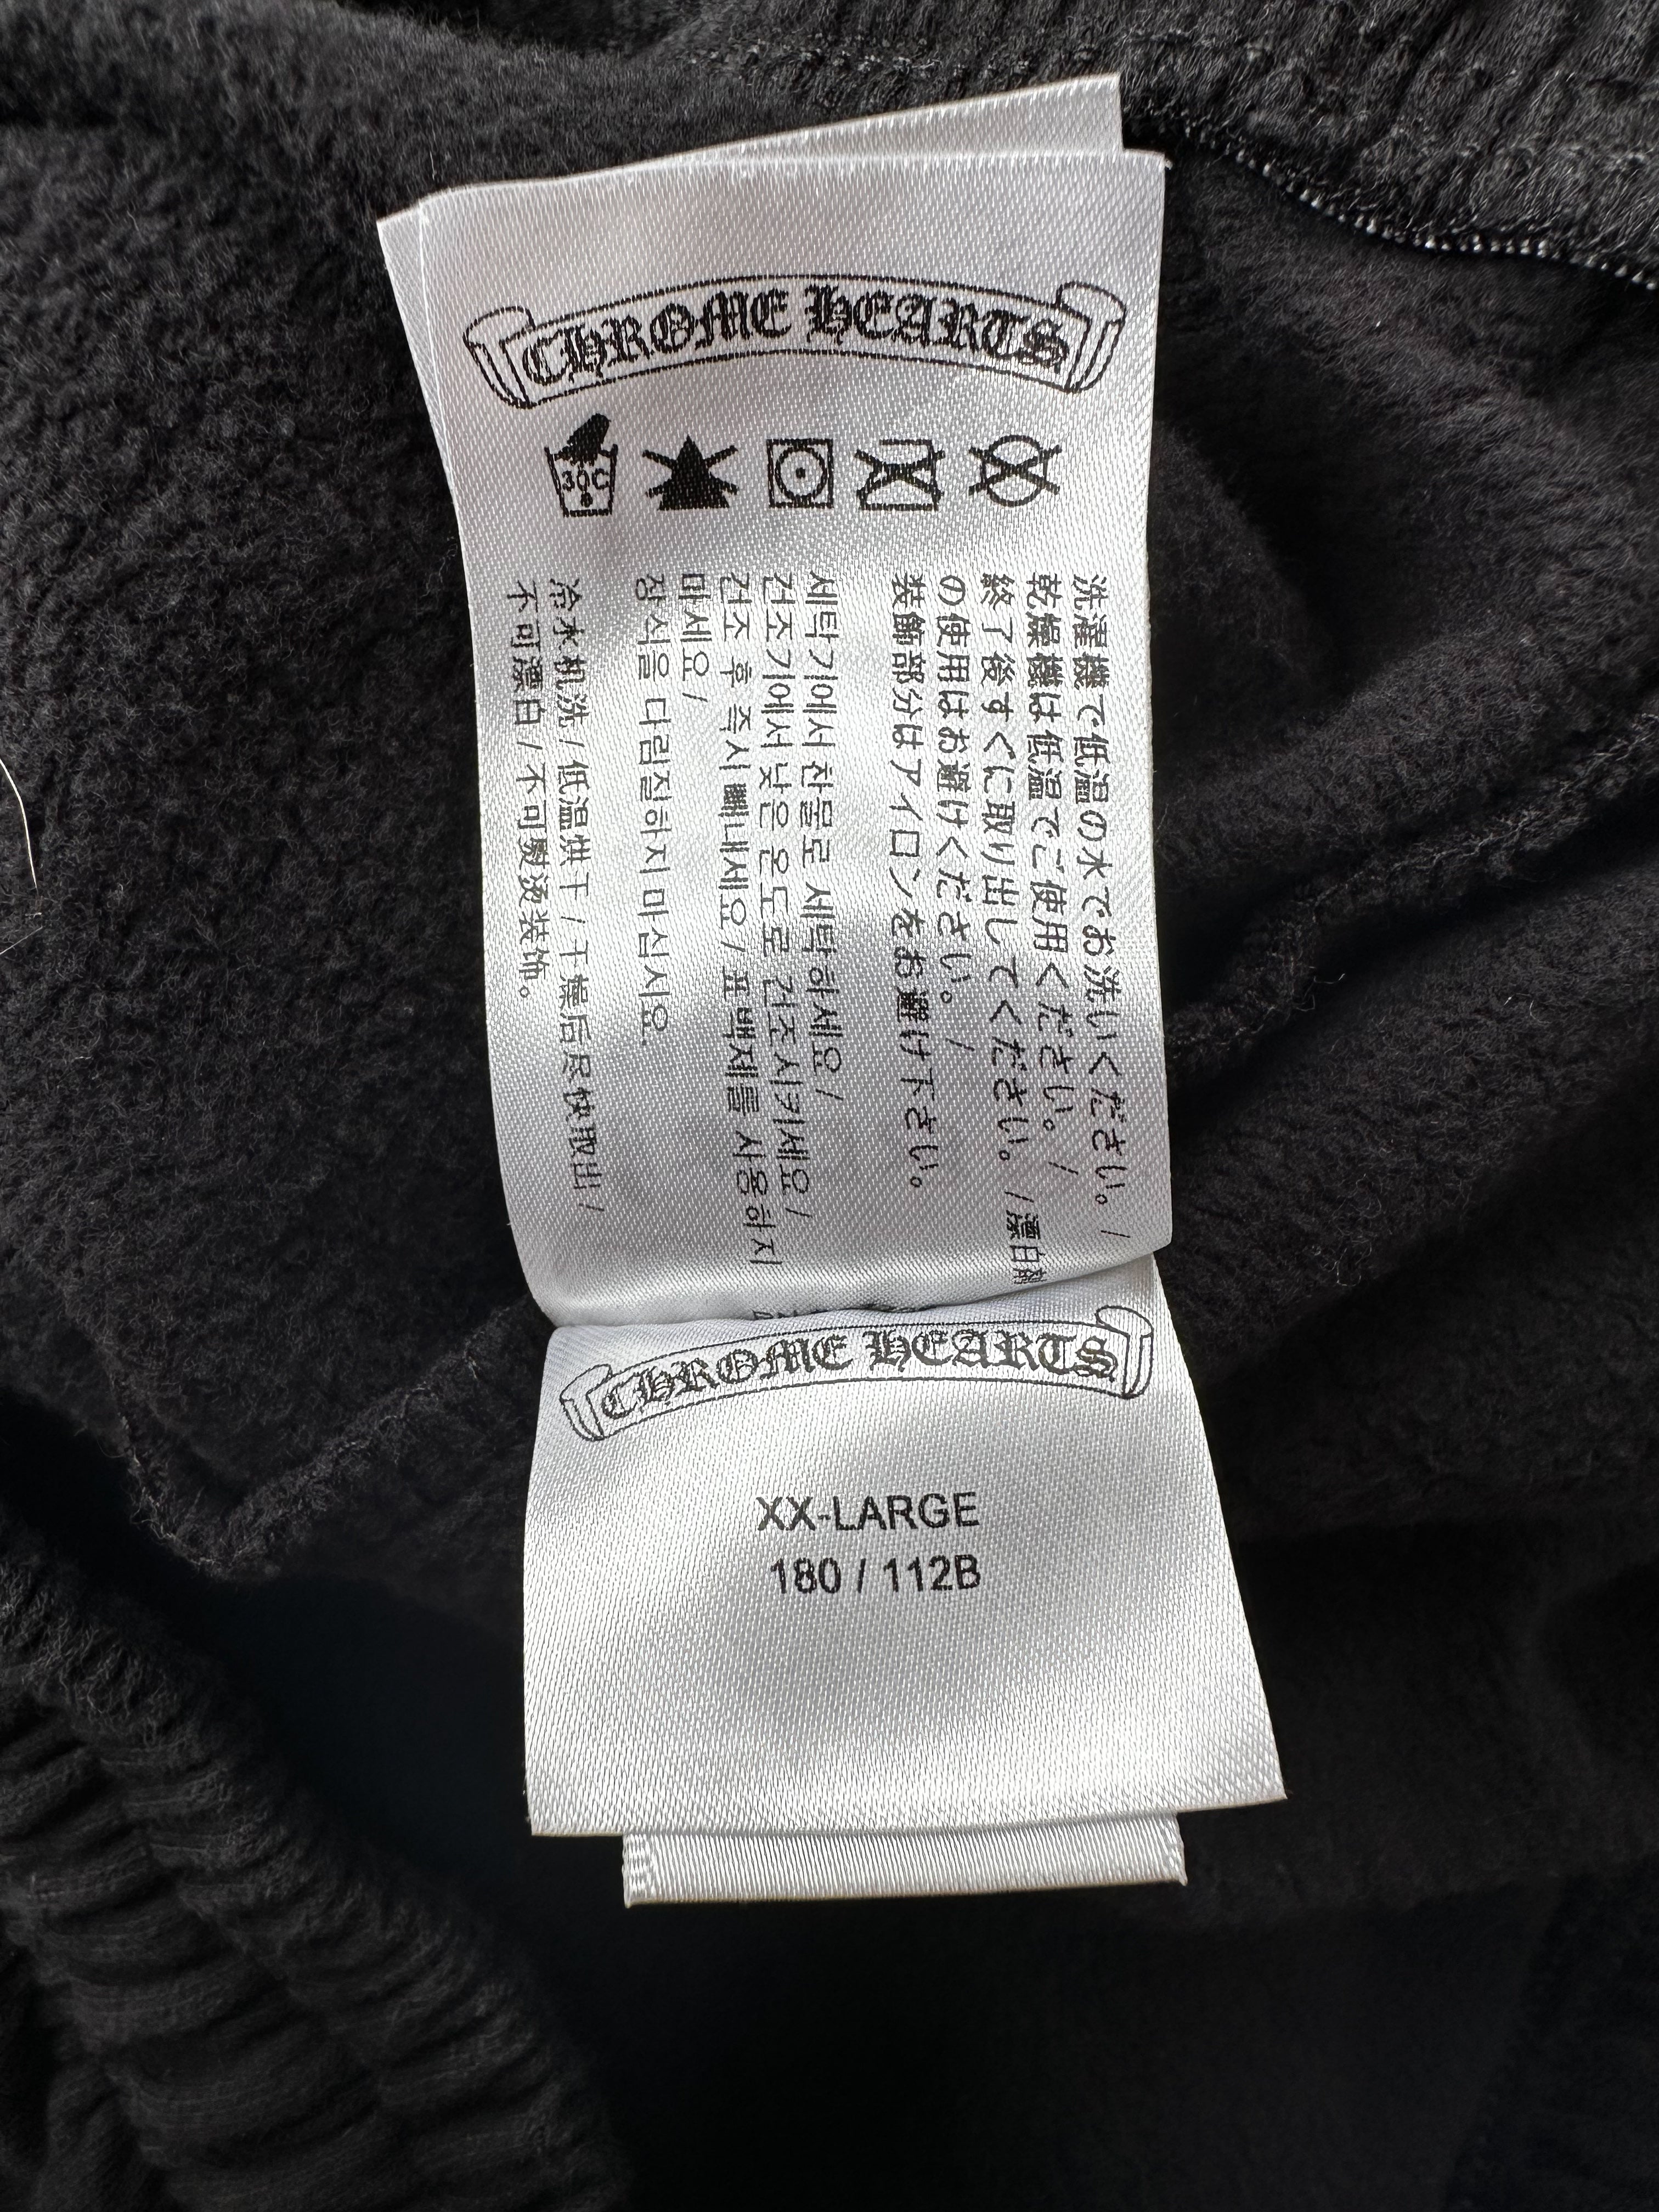 CHROME HEARTS
30C
洗濯機で低温の水でお洗いください。/
乾燥機は低温でご使用ください。/
終了後すぐに取り出してください。/漂白剤
の使用はお避けください。/
装飾部分はアイロンをお避け下さい。
세탁기에서 찬물로 세탁하세요/
건조기에서 낮은 온도로 건조시키세요/
건조 후 즉시 빼내세요/ 표백제를 사용하지
마세요/
장식을 다림질하지 마십시요.
冷水机洗/低温烘干/干燥后尽快取出/
不可漂白/不可熨烫装饰。
CHROME HEARTS
XX-LARGE
180 / 112B